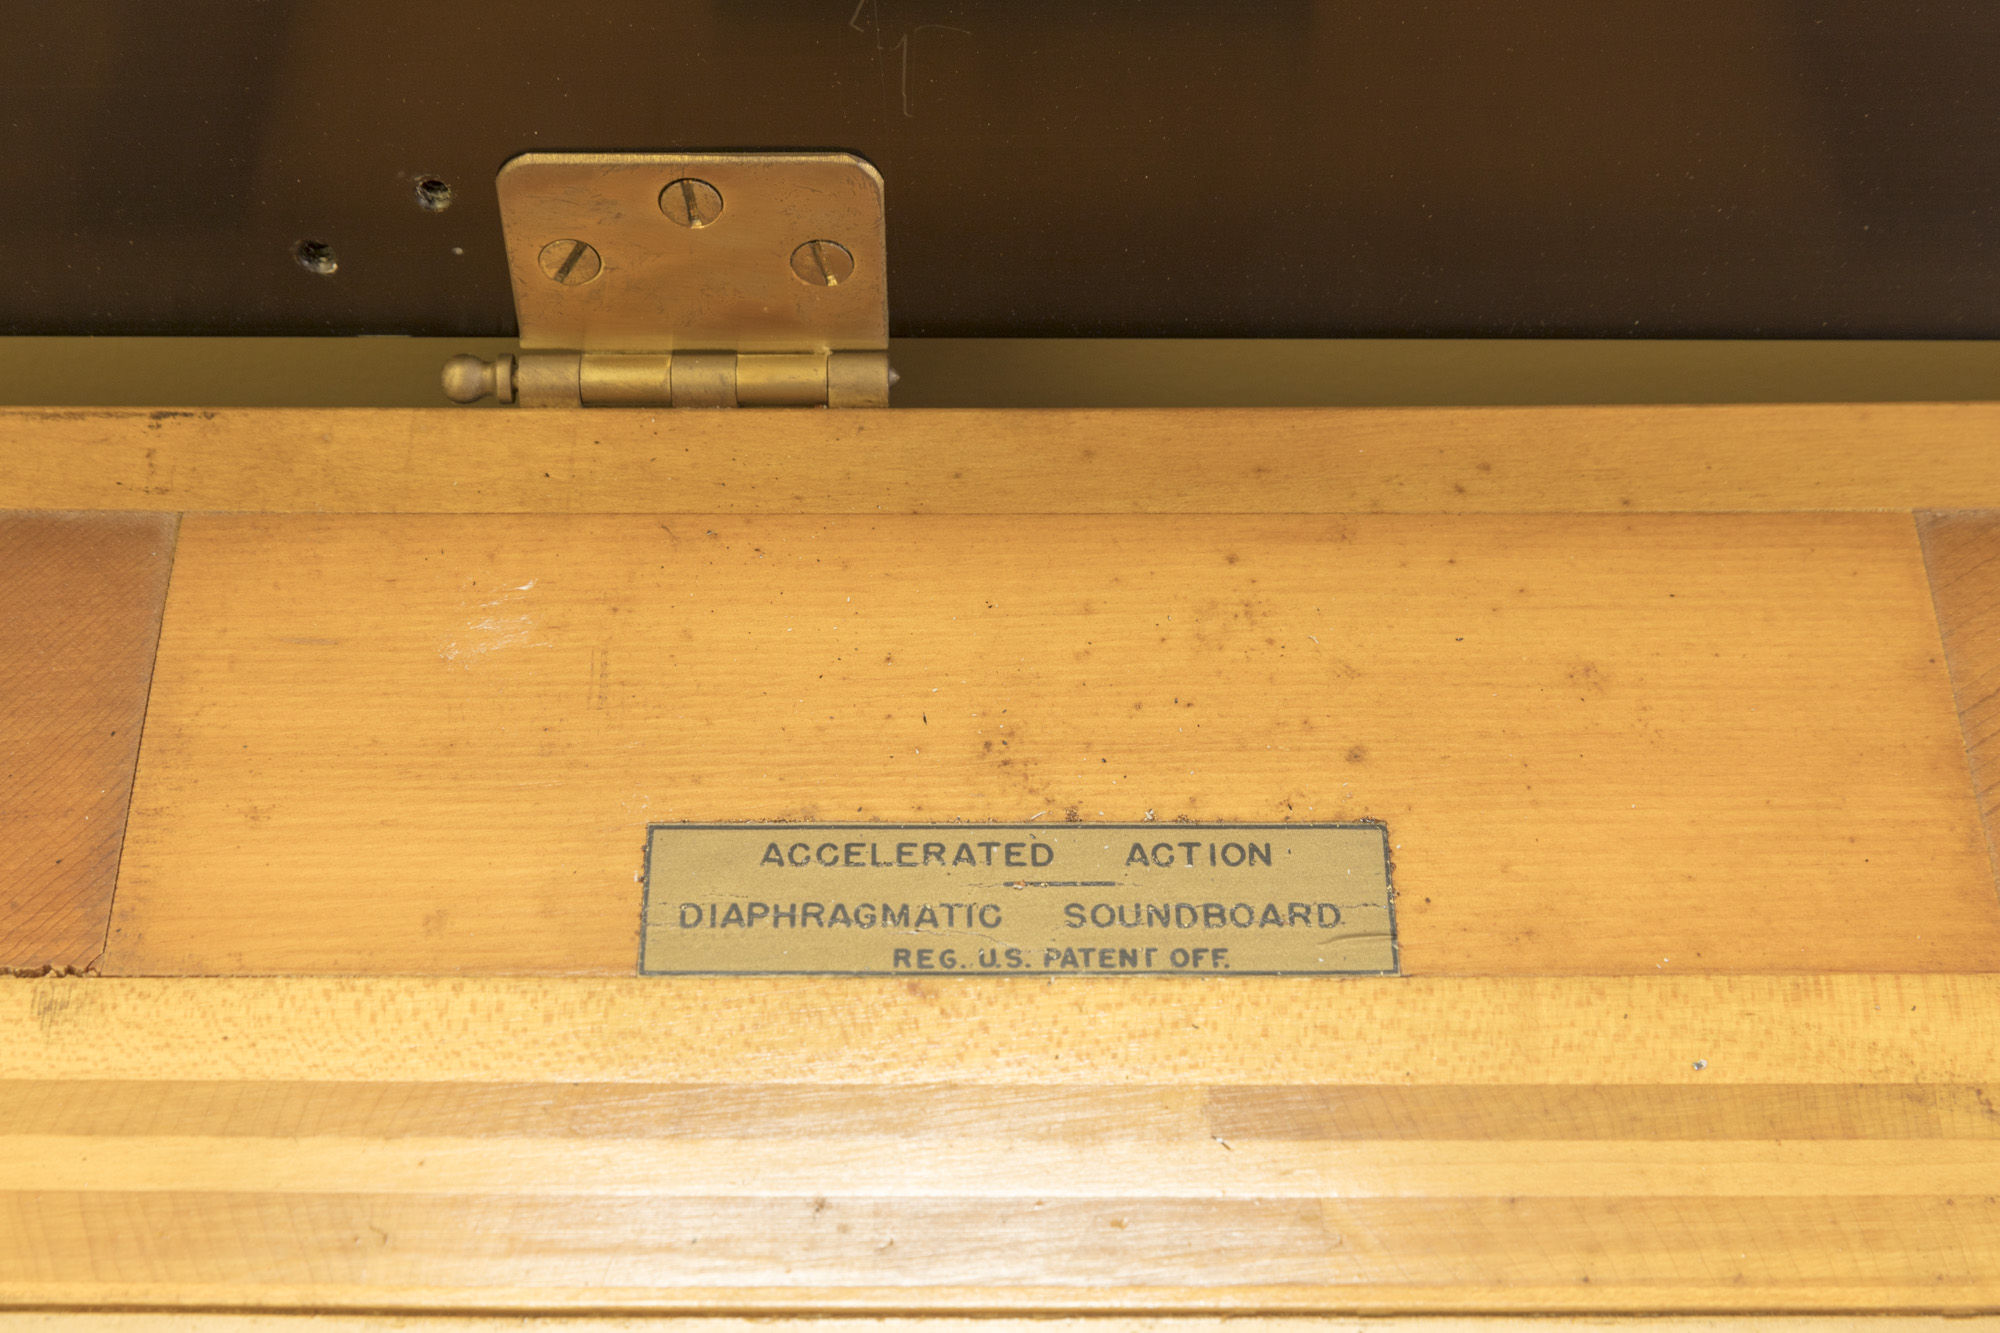 ACCELERATED ACTION
DIAPHRAGMATIC SOUNDBOARD
REG. U.S. PATENT OFF.